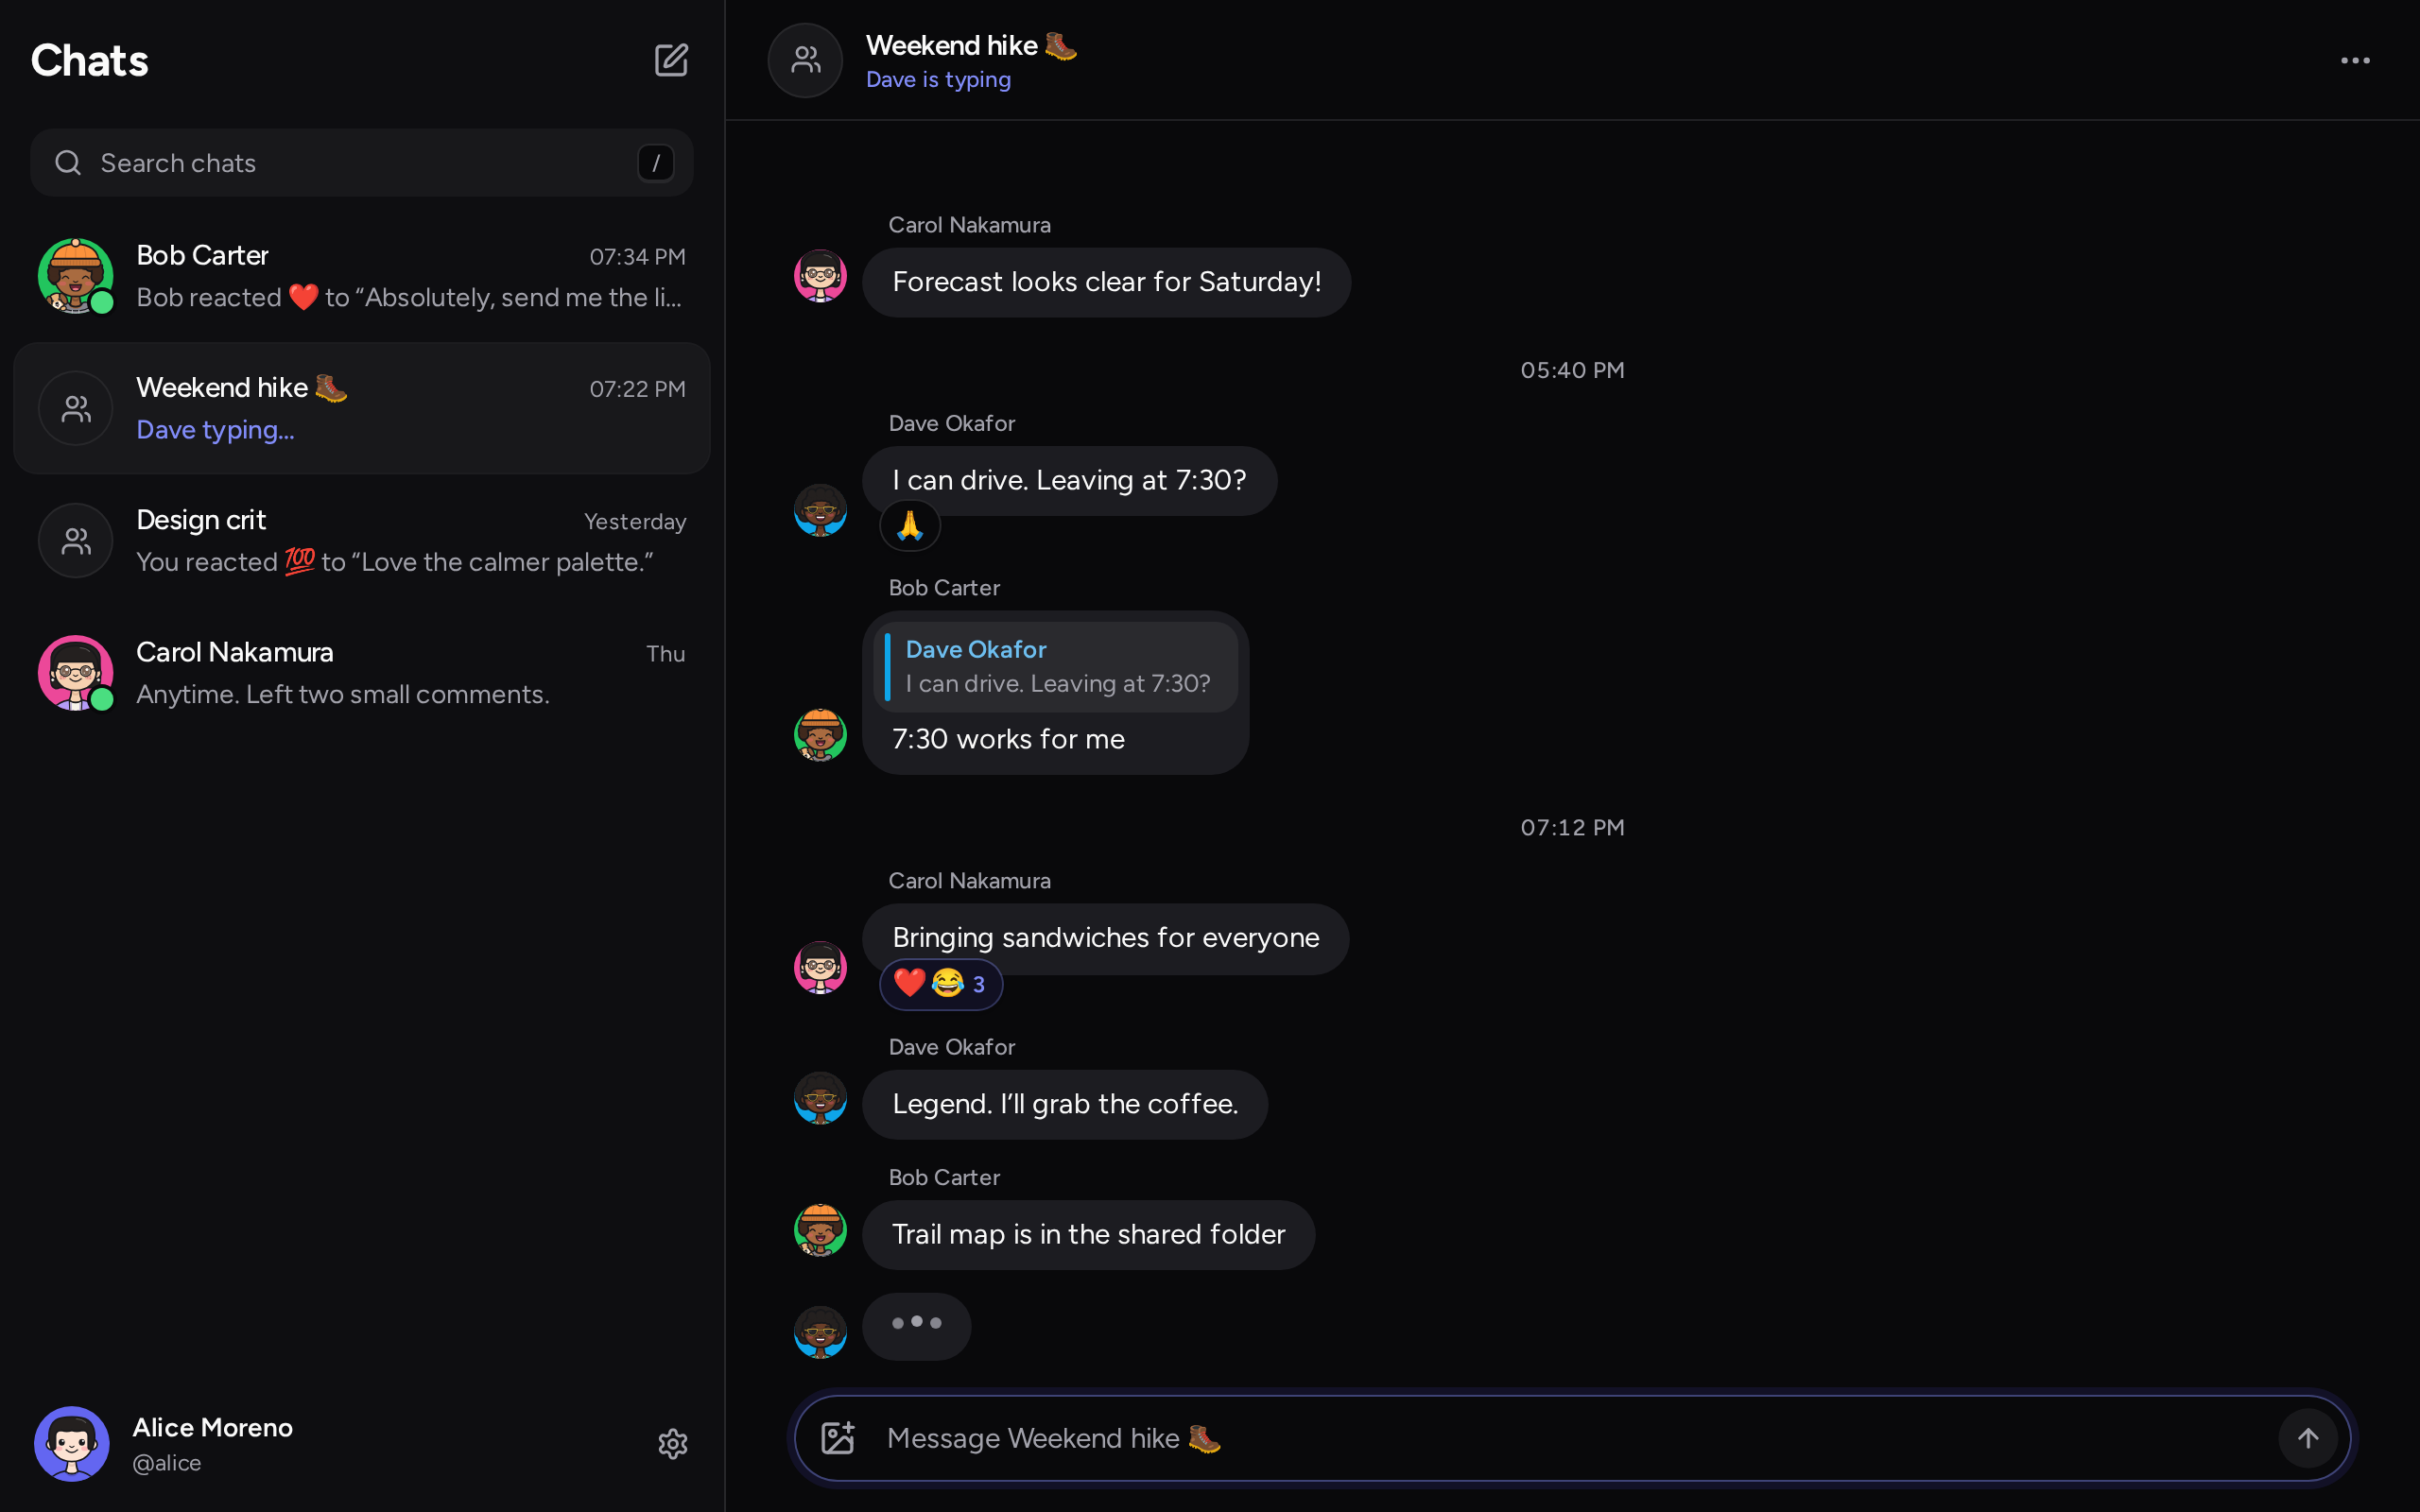 Chats
Search chats
/
Bob Carter
07:34 PM
Bob reacted ❤️ to “Absolutely, send me the li...
Weekend hike 🥾
07:22 PM
Dave typing...
Design crit
Yesterday
You reacted 💯 to “Love the calmer palette.”
Carol Nakamura
Thu
Anytime. Left two small comments.
Alice Moreno
@alice
Weekend hike 🥾
Dave is typing
Carol Nakamura
Forecast looks clear for Saturday!
05:40 PM
Dave Okafor
I can drive. Leaving at 7:30?
🙏
Bob Carter
Dave Okafor
I can drive. Leaving at 7:30?
7:30 works for me
07:12 PM
Carol Nakamura
Bringing sandwiches for everyone
❤️😂 3
Dave Okafor
Legend. I’ll grab the coffee.
Bob Carter
Trail map is in the shared folder
Message Weekend hike 🥾